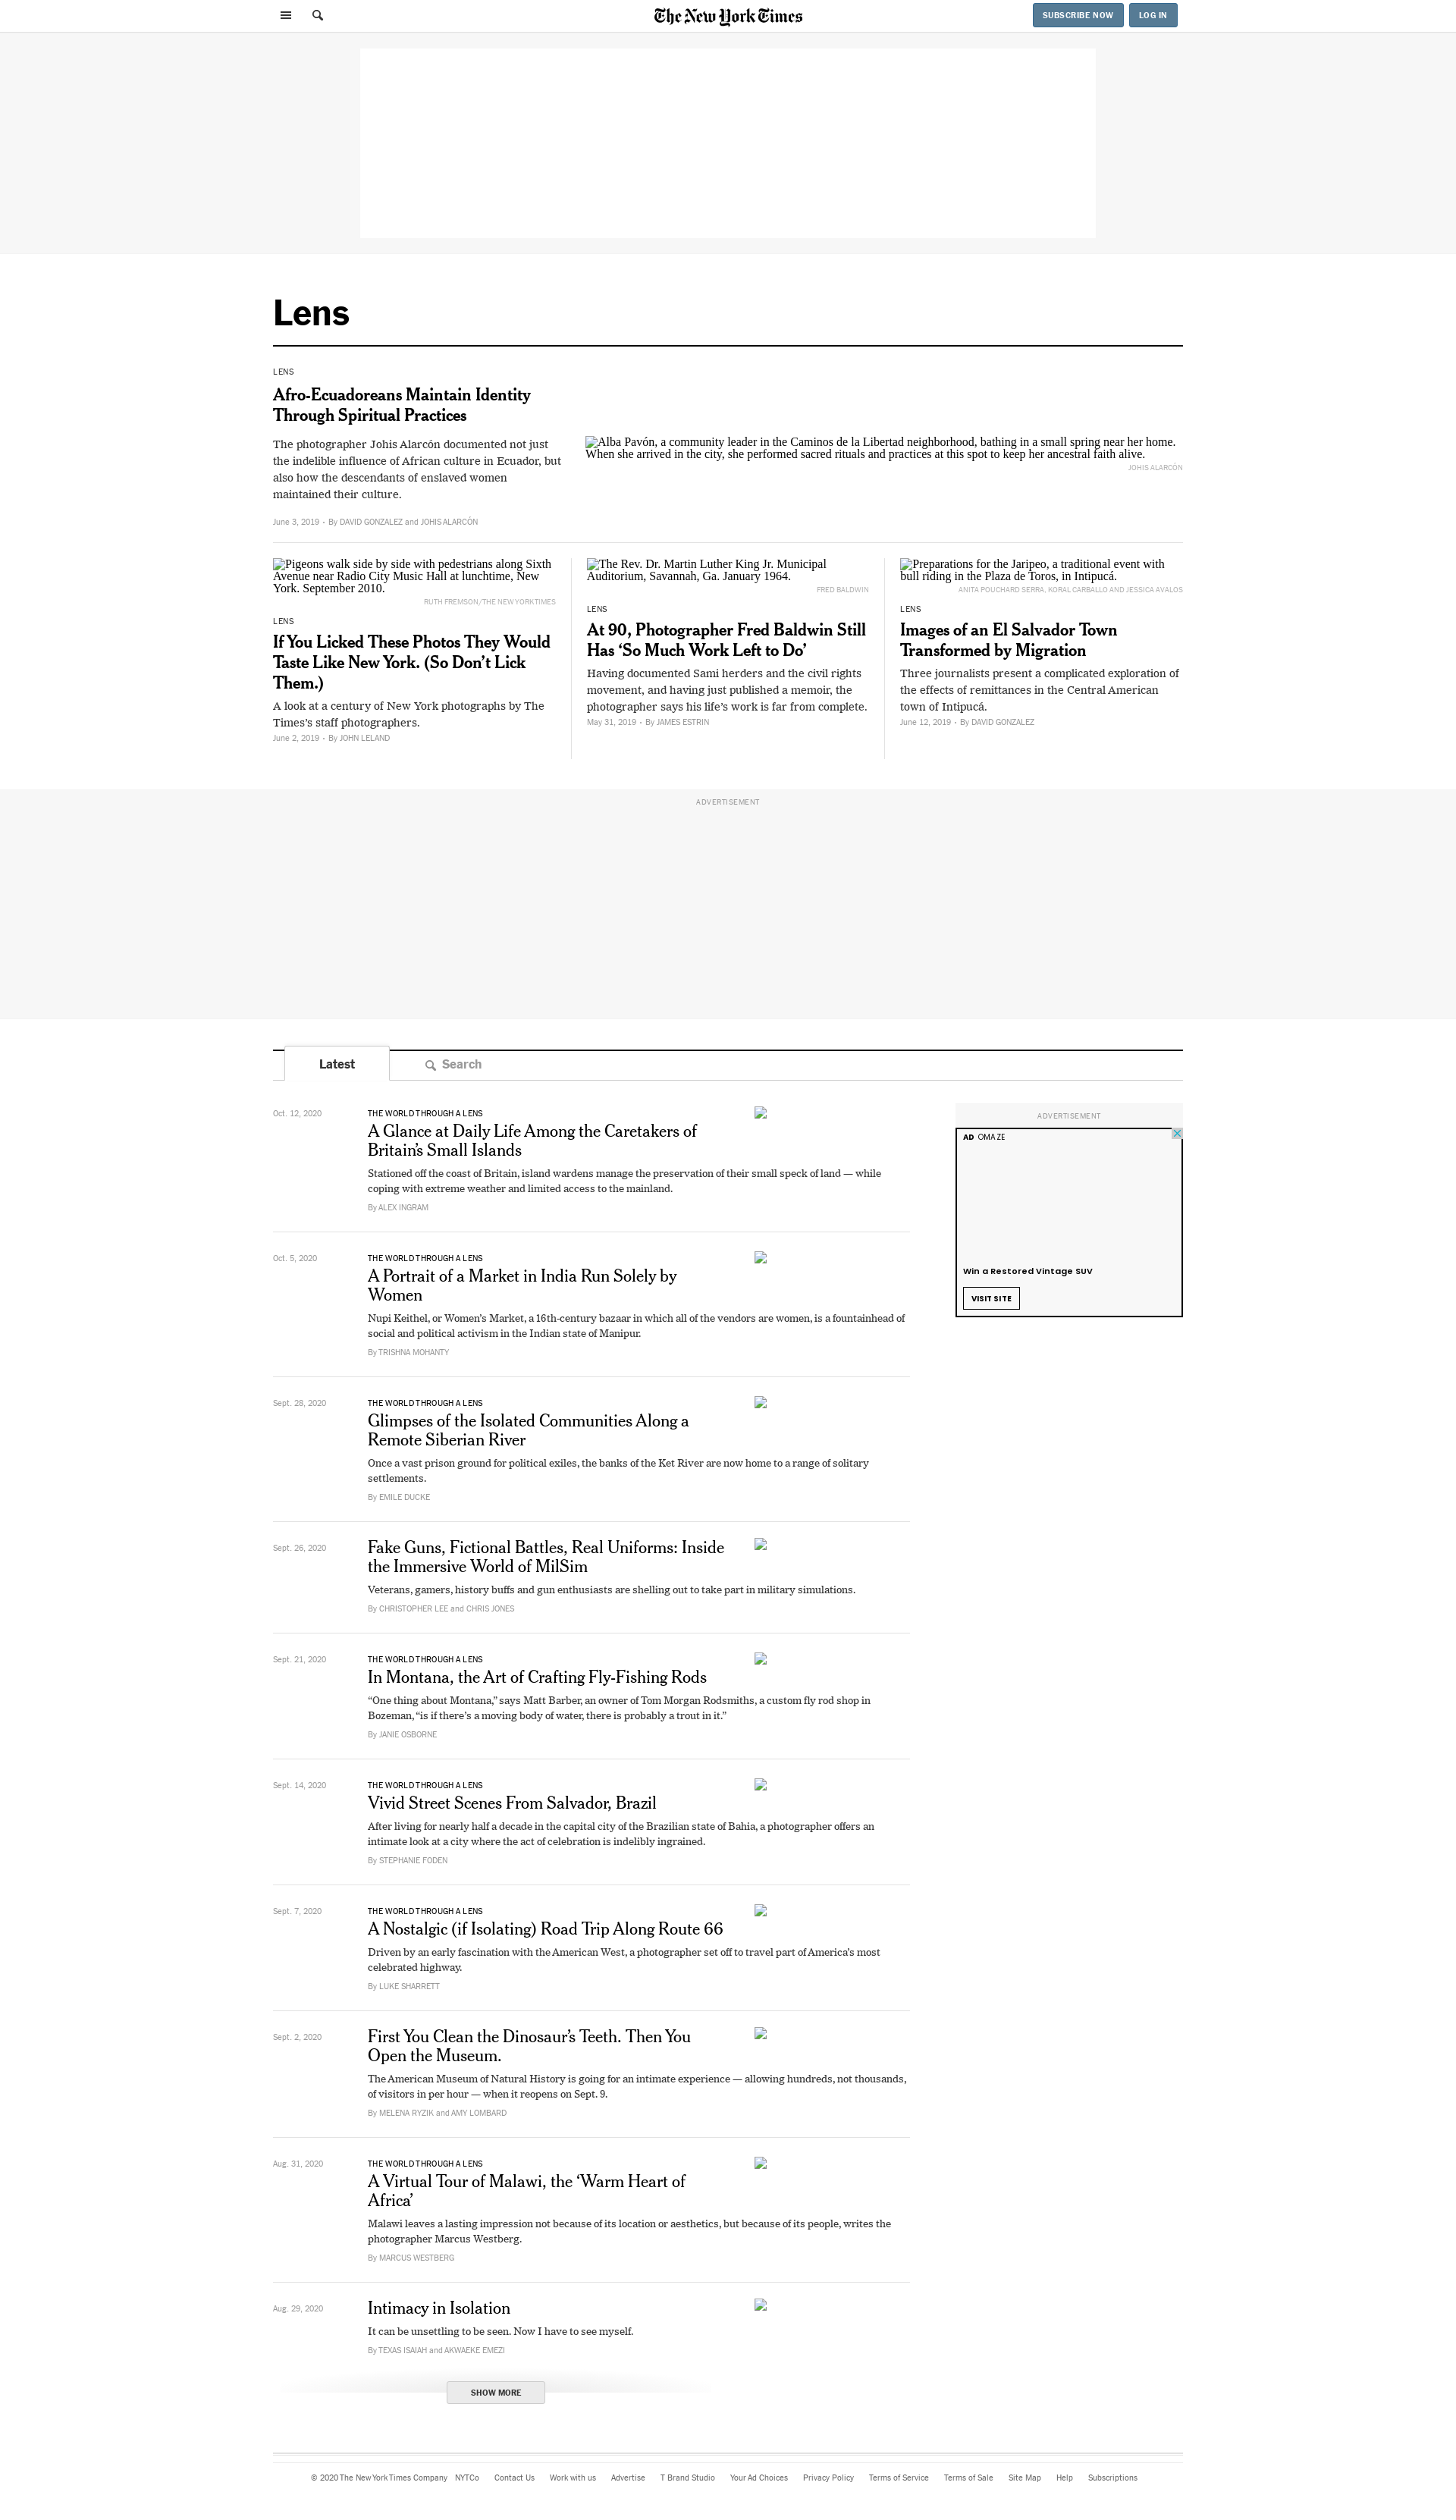 The New York Times
SUBSCRIBE NOW
LOG IN
Lens
LENS
Afro-Ecuadoreans Maintain Identity
Through Spiritual Practices
The photographer Johis Alarcón documented not just
the indelible influence of African culture in Ecuador, but
also how the descendants of enslaved women
maintained their culture.
June 3, 2019 • By DAVID GONZALEZ and JOHIS ALARCÓN
Alba Pavón, a community leader in the Caminos de la Libertad neighborhood, bathing in a small spring near her home.
When she arrived in the city, she performed sacred rituals and practices at this spot to keep her ancestral faith alive.
JOHIS ALARCÓN
Pigeons walk side by side with pedestrians along Sixth
Avenue near Radio City Music Hall at lunchtime, New
York. September 2010.
RUTH FREMSON/THE NEW YORK TIMES
LENS
If You Licked These Photos They Would
Taste Like New York. (So Don’t Lick
Them.)
A look at a century of New York photographs by The
Times’s staff photographers.
June 2, 2019 • By JOHN LELAND
The Rev. Dr. Martin Luther King Jr. Municipal
Auditorium, Savannah, Ga. January 1964.
FRED BALDWIN
LENS
At 90, Photographer Fred Baldwin Still
Has ‘So Much Work Left to Do’
Having documented Sami herders and the civil rights
movement, and having just published a memoir, the
photographer says his life’s work is far from complete.
May 31, 2019 • By JAMES ESTRIN
Preparations for the Jaripeo, a traditional event with
bull riding in the Plaza de Toros, in Intipucá.
ANITA POUCHARD SERRA, KORAL CARBALLO AND JESSICA AVALOS
LENS
Images of an El Salvador Town
Transformed by Migration
Three journalists present a complicated exploration of
the effects of remittances in the Central American
town of Intipucá.
June 12, 2019 • By DAVID GONZALEZ
ADVERTISEMENT
Latest
Search
Oct. 12, 2020
THE WORLD THROUGH A LENS
A Glance at Daily Life Among the Caretakers of
Britain’s Small Islands
Stationed off the coast of Britain, island wardens manage the preservation of their small speck of land — while
coping with extreme weather and limited access to the mainland.
By ALEX INGRAM
ADVERTISEMENT
AD OMAZE
Win a Restored Vintage SUV
VISIT SITE
Oct. 5, 2020
THE WORLD THROUGH A LENS
A Portrait of a Market in India Run Solely by
Women
Nupi Keithel, or Women’s Market, a 16th-century bazaar in which all of the vendors are women, is a fountainhead of
social and political activism in the Indian state of Manipur.
By TRISHNA MOHANTY
Sept. 28, 2020
THE WORLD THROUGH A LENS
Glimpses of the Isolated Communities Along a
Remote Siberian River
Once a vast prison ground for political exiles, the banks of the Ket River are now home to a range of solitary
settlements.
By EMILE DUCKE
Sept. 26, 2020
Fake Guns, Fictional Battles, Real Uniforms: Inside
the Immersive World of MilSim
Veterans, gamers, history buffs and gun enthusiasts are shelling out to take part in military simulations.
By CHRISTOPHER LEE and CHRIS JONES
Sept. 21, 2020
THE WORLD THROUGH A LENS
In Montana, the Art of Crafting Fly-Fishing Rods
“One thing about Montana,” says Matt Barber, an owner of Tom Morgan Rodsmiths, a custom fly rod shop in
Bozeman, “is if there’s a moving body of water, there is probably a trout in it.”
By JANIE OSBORNE
Sept. 14, 2020
THE WORLD THROUGH A LENS
Vivid Street Scenes From Salvador, Brazil
After living for nearly half a decade in the capital city of the Brazilian state of Bahia, a photographer offers an
intimate look at a city where the act of celebration is indelibly ingrained.
By STEPHANIE FODEN
Sept. 7, 2020
THE WORLD THROUGH A LENS
A Nostalgic (if Isolating) Road Trip Along Route 66
Driven by an early fascination with the American West, a photographer set off to travel part of America’s most
celebrated highway.
By LUKE SHARRETT
Sept. 2, 2020
First You Clean the Dinosaur’s Teeth. Then You
Open the Museum.
The American Museum of Natural History is going for an intimate experience — allowing hundreds, not thousands,
of visitors in per hour — when it reopens on Sept. 9.
By MELENA RYZIK and AMY LOMBARD
Aug. 31, 2020
THE WORLD THROUGH A LENS
A Virtual Tour of Malawi, the ‘Warm Heart of
Africa’
Malawi leaves a lasting impression not because of its location or aesthetics, but because of its people, writes the
photographer Marcus Westberg.
By MARCUS WESTBERG
Aug. 29, 2020
Intimacy in Isolation
It can be unsettling to be seen. Now I have to see myself.
By TEXAS ISAIAH and AKWAEKE EMEZI
SHOW MORE
© 2020 The New York Times Company NYTCo Contact Us Work with us Advertise T Brand Studio Your Ad Choices Privacy Policy Terms of Service Terms of Sale Site Map Help Subscriptions